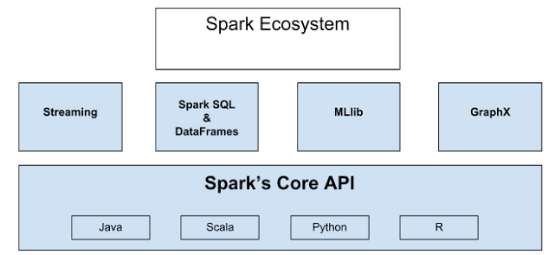 Spark Ecosystem
Streaming
Spark SQL
&
DataFrames
MLlib
GraphX
Spark's Core API
Java
Scala
Python
R